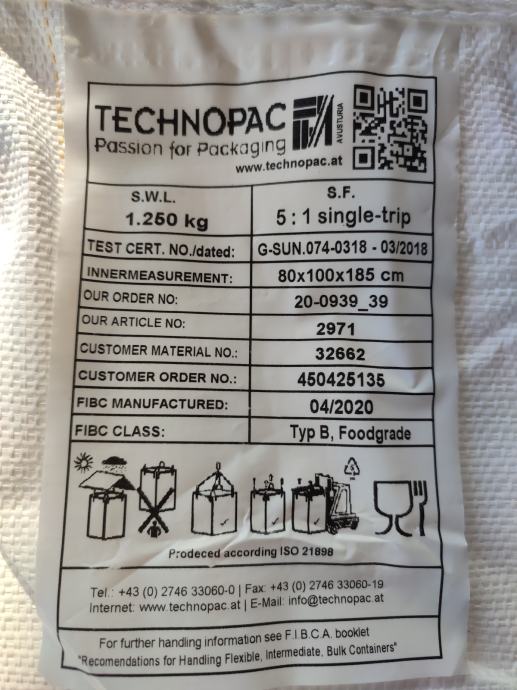 TECHNOPAC
AVUSTURIA
Passion for Packaging
www.technopac.at
S.W.L. S.F.
1.250 kg 5 : 1 single-trip
TEST CERT. NO./dated: G-SUN.074-0318 - 03/2018
INNERMEASUREMENT: 80x100x185 cm
OUR ORDER NO: 20-0939_39
OUR ARTICLE NO: 2971
CUSTOMER MATERIAL NO.: 32662
CUSTOMER ORDER NO.: 450425135
FIBC MANUFACTURED: 04/2020
FIBC CLASS: Typ B, Foodgrade
Prodeced according ISO 21898
Tel.: +43 (0) 2746 33060-0 | Fax: +43 (0) 2746 33060-19
Internet: www.technopac.at | E-Mail: info@technopac.at
For further handling information see F.I.B.C.A. booklet
"Recomendations for Handling Flexible, Intermediate, Bulk Containers"